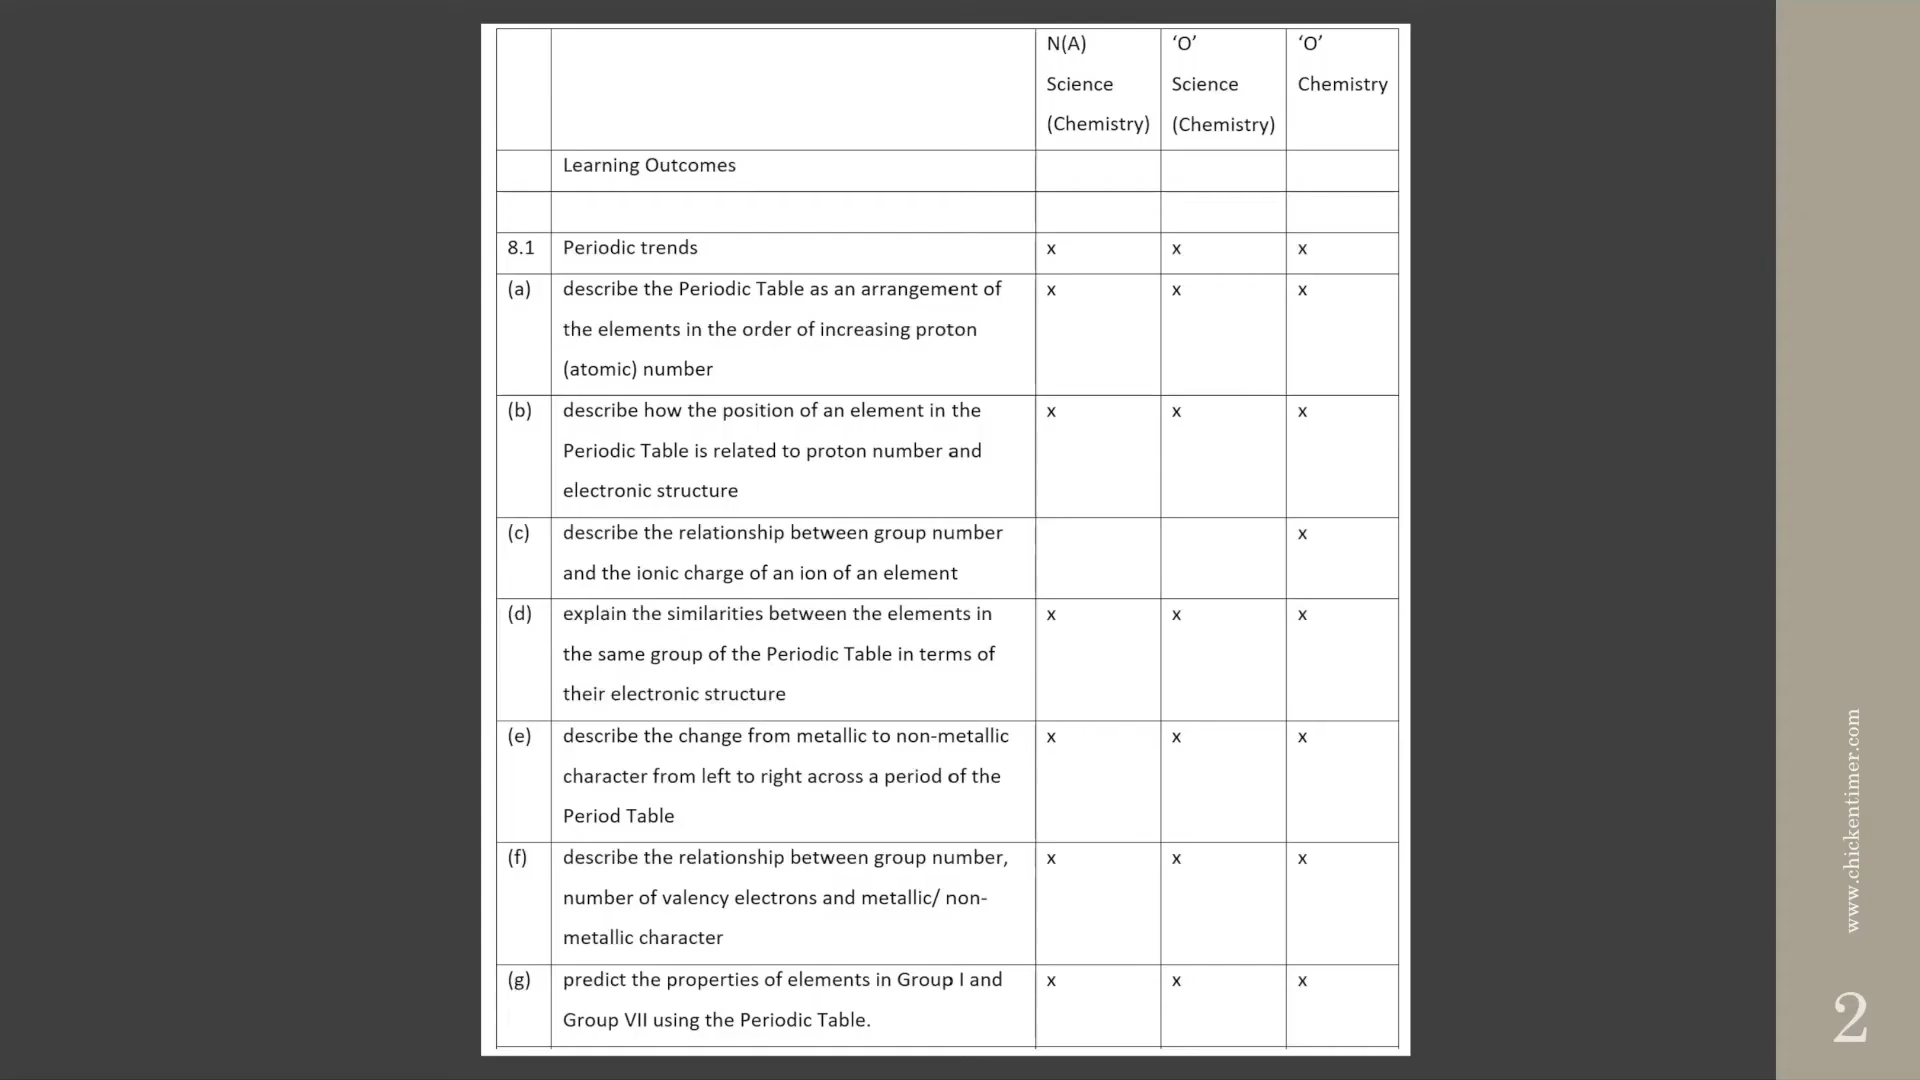 N(A) ‘O’ ‘O’
Science Science Chemistry
(Chemistry) (Chemistry)
Learning Outcomes
8.1 Periodic trends x x x
(a) describe the Periodic Table as an arrangement of x x x
the elements in the order of increasing proton
(atomic) number
(b) describe how the position of an element in the x x x
Periodic Table is related to proton number and
electronic structure
(c) describe the relationship between group number x
and the ionic charge of an ion of an element
(d) explain the similarities between the elements in x x x
the same group of the Periodic Table in terms of
their electronic structure
(e) describe the change from metallic to non-metallic x x x
character from left to right across a period of the
Period Table
(f) describe the relationship between group number, x x x
number of valency electrons and metallic/ non-
metallic character
(g) predict the properties of elements in Group I and x x x
Group VII using the Periodic Table.
www.chickentimer.com
2